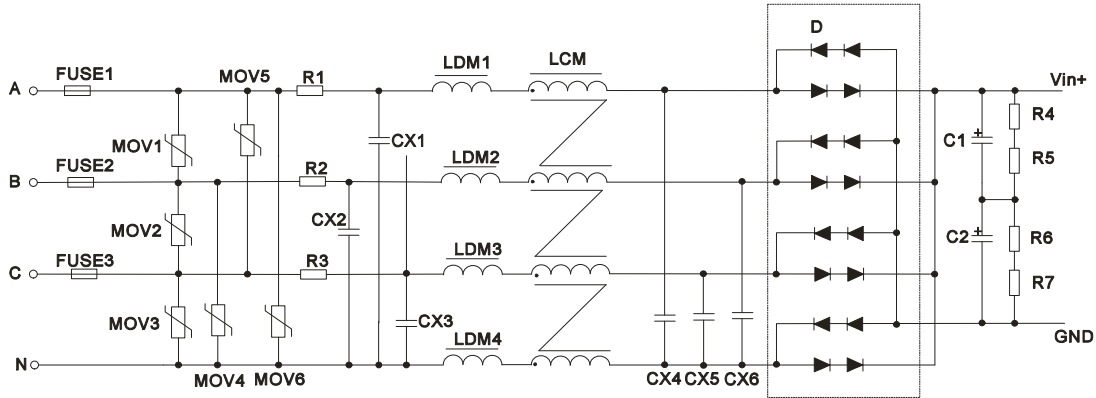 D
FUSE1
MOV5
R1
LDM1
LCM
Vin+
A
R4
MOV1
CX1
C1
FUSE2
R2
LDM2
R5
B
MOV2
CX2
C2
R6
FUSE3
R3
LDM3
C
R7
MOV3
CX3
LDM4
GND
N
MOV4
MOV6
CX4
CX5
CX6